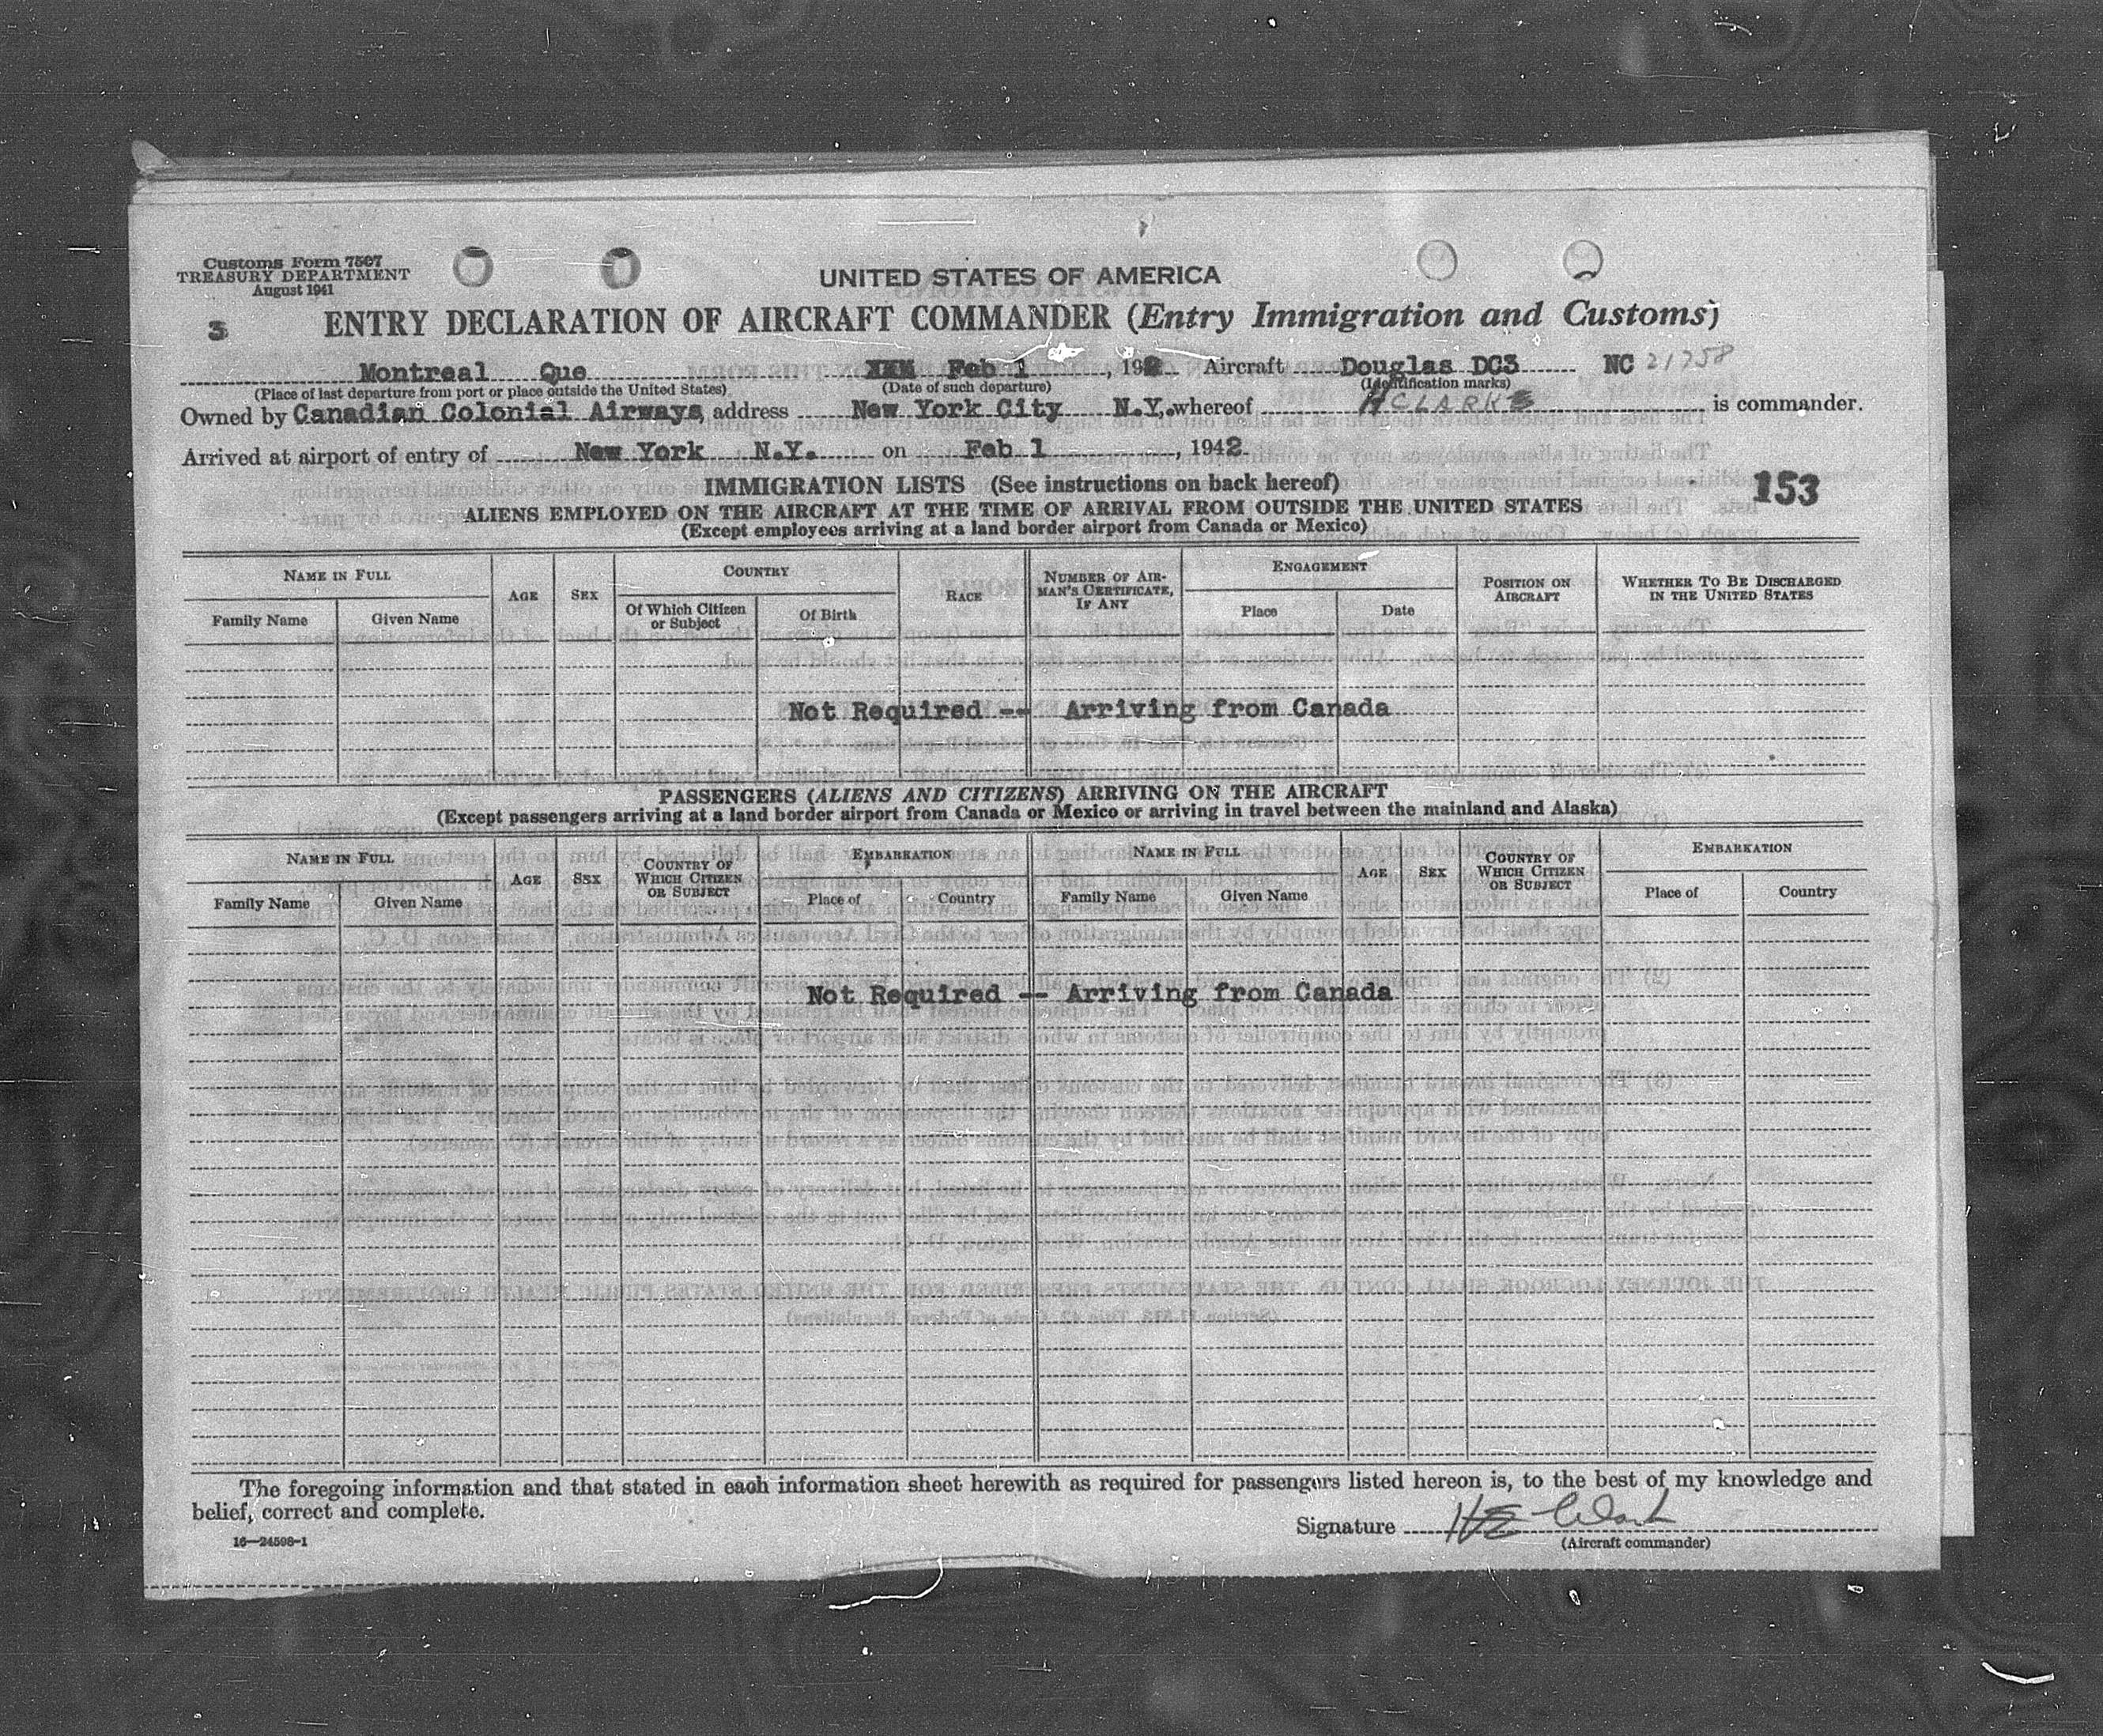 Customs Form 7507
TREASURY DEPARTMENT
August 1941
UNITED STATES OF AMERICA
3 ENTRY DECLARATION OF AIRCRAFT COMMANDER (Entry Immigration and Customs)
Montreal Que XXX Feb 1, 1942 Aircraft Douglas DC3 NC 21758
(Place of last departure from port or place outside the United States) (Date of such departure) (Identification marks)
Owned by Canadian Colonial Airways, address New York City N.Y., whereof H CLARKE is commander.
Arrived at airport of entry of New York N.Y. on Feb 1, 1942
IMMIGRATION LISTS (See instructions on back hereof)
153
ALIENS EMPLOYED ON THE AIRCRAFT AT THE TIME OF ARRIVAL FROM OUTSIDE THE UNITED STATES
(Except employees arriving at a land border airport from Canada or Mexico)
NAME IN FULL AGE SEX COUNTRY RACE NUMBER OF AIRMAN'S CERTIFICATE, IF ANY ENGAGEMENT POSITION ON AIRCRAFT WHETHER TO BE DISCHARGED IN THE UNITED STATES
Family Name Given Name Of Which Citizen or Subject Of Birth Place Date
Not Required -- Arriving from Canada
PASSENGERS (ALIENS AND CITIZENS) ARRIVING ON THE AIRCRAFT
(Except passengers arriving at a land border airport from Canada or Mexico or arriving in travel between the mainland and Alaska)
NAME IN FULL AGE SEX COUNTRY OF WHICH CITIZEN OR SUBJECT EMBARKATION NAME IN FULL AGE SEX COUNTRY OF WHICH CITIZEN OR SUBJECT EMBARKATION
Family Name Given Name Place of Country Family Name Given Name Place of Country
Not Required -- Arriving from Canada
The foregoing information and that stated in each information sheet herewith as required for passengers listed hereon is, to the best of my knowledge and
belief, correct and complete.
Signature HE Clark
(Aircraft commander)
16—24598-1